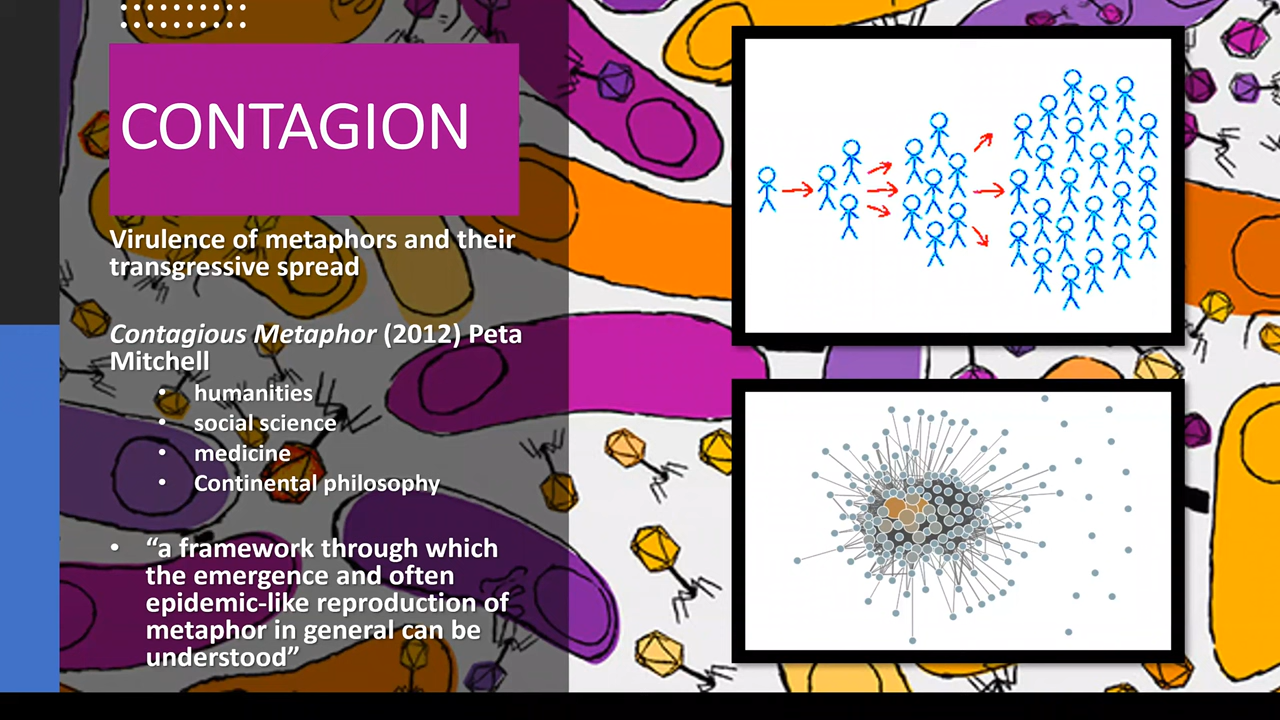 CONTAGION
Virulence of metaphors and their
transgressive spread
Contagious Metaphor (2012) Peta
Mitchell
• humanities
• social science
• medicine
• Continental philosophy
• “a framework through which
the emergence and often
epidemic-like reproduction of
metaphor in general can be
understood”